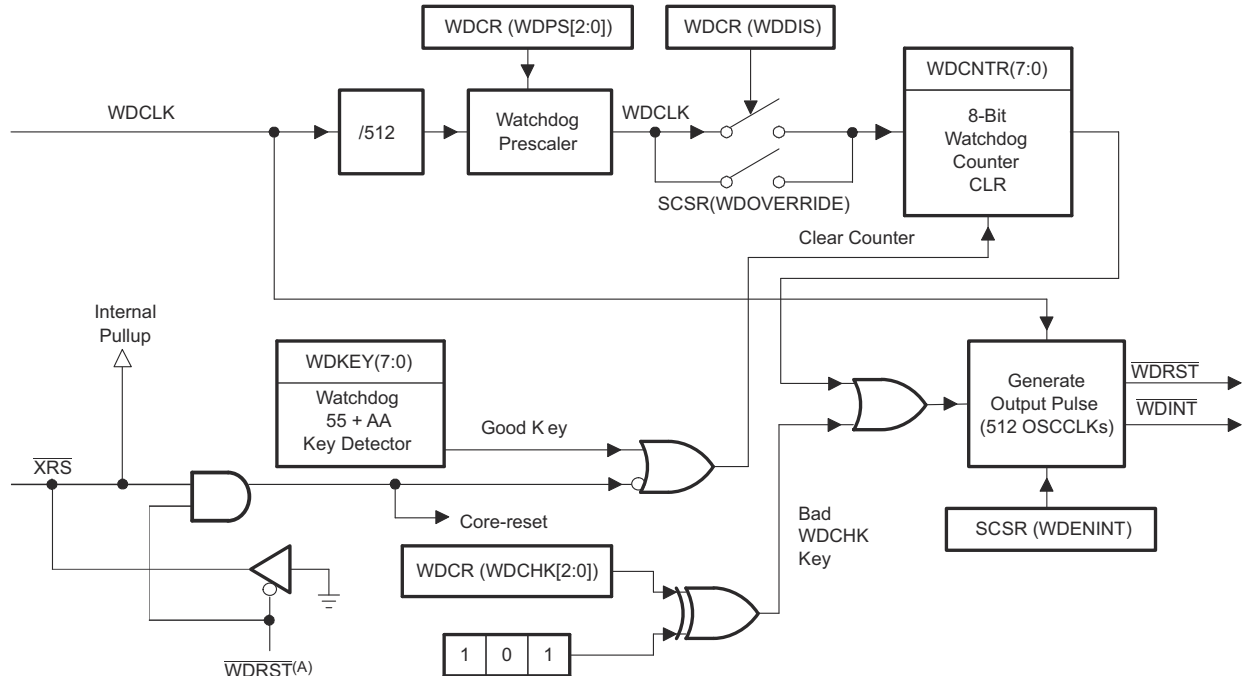 WDCR (WDPS[2:0])
WDCR (WDDIS)
WDCNTR(7:0)
WDCLK
/512
Watchdog
Prescaler
WDCLK
8-Bit
Watchdog
Counter
CLR
SCSR(WDOVERRIDE)
Clear Counter
Internal
Pullup
WDKEY(7:0)
Watchdog
55 + AA
Key Detector
Good Key
Generate
Output Pulse
(512 OSCCLKs)
WDRST
WDINT
XRS
Core-reset
Bad
WDCHK
Key
SCSR (WDENINT)
WDCR (WDCHK[2:0])
1 0 1
WDRST(A)